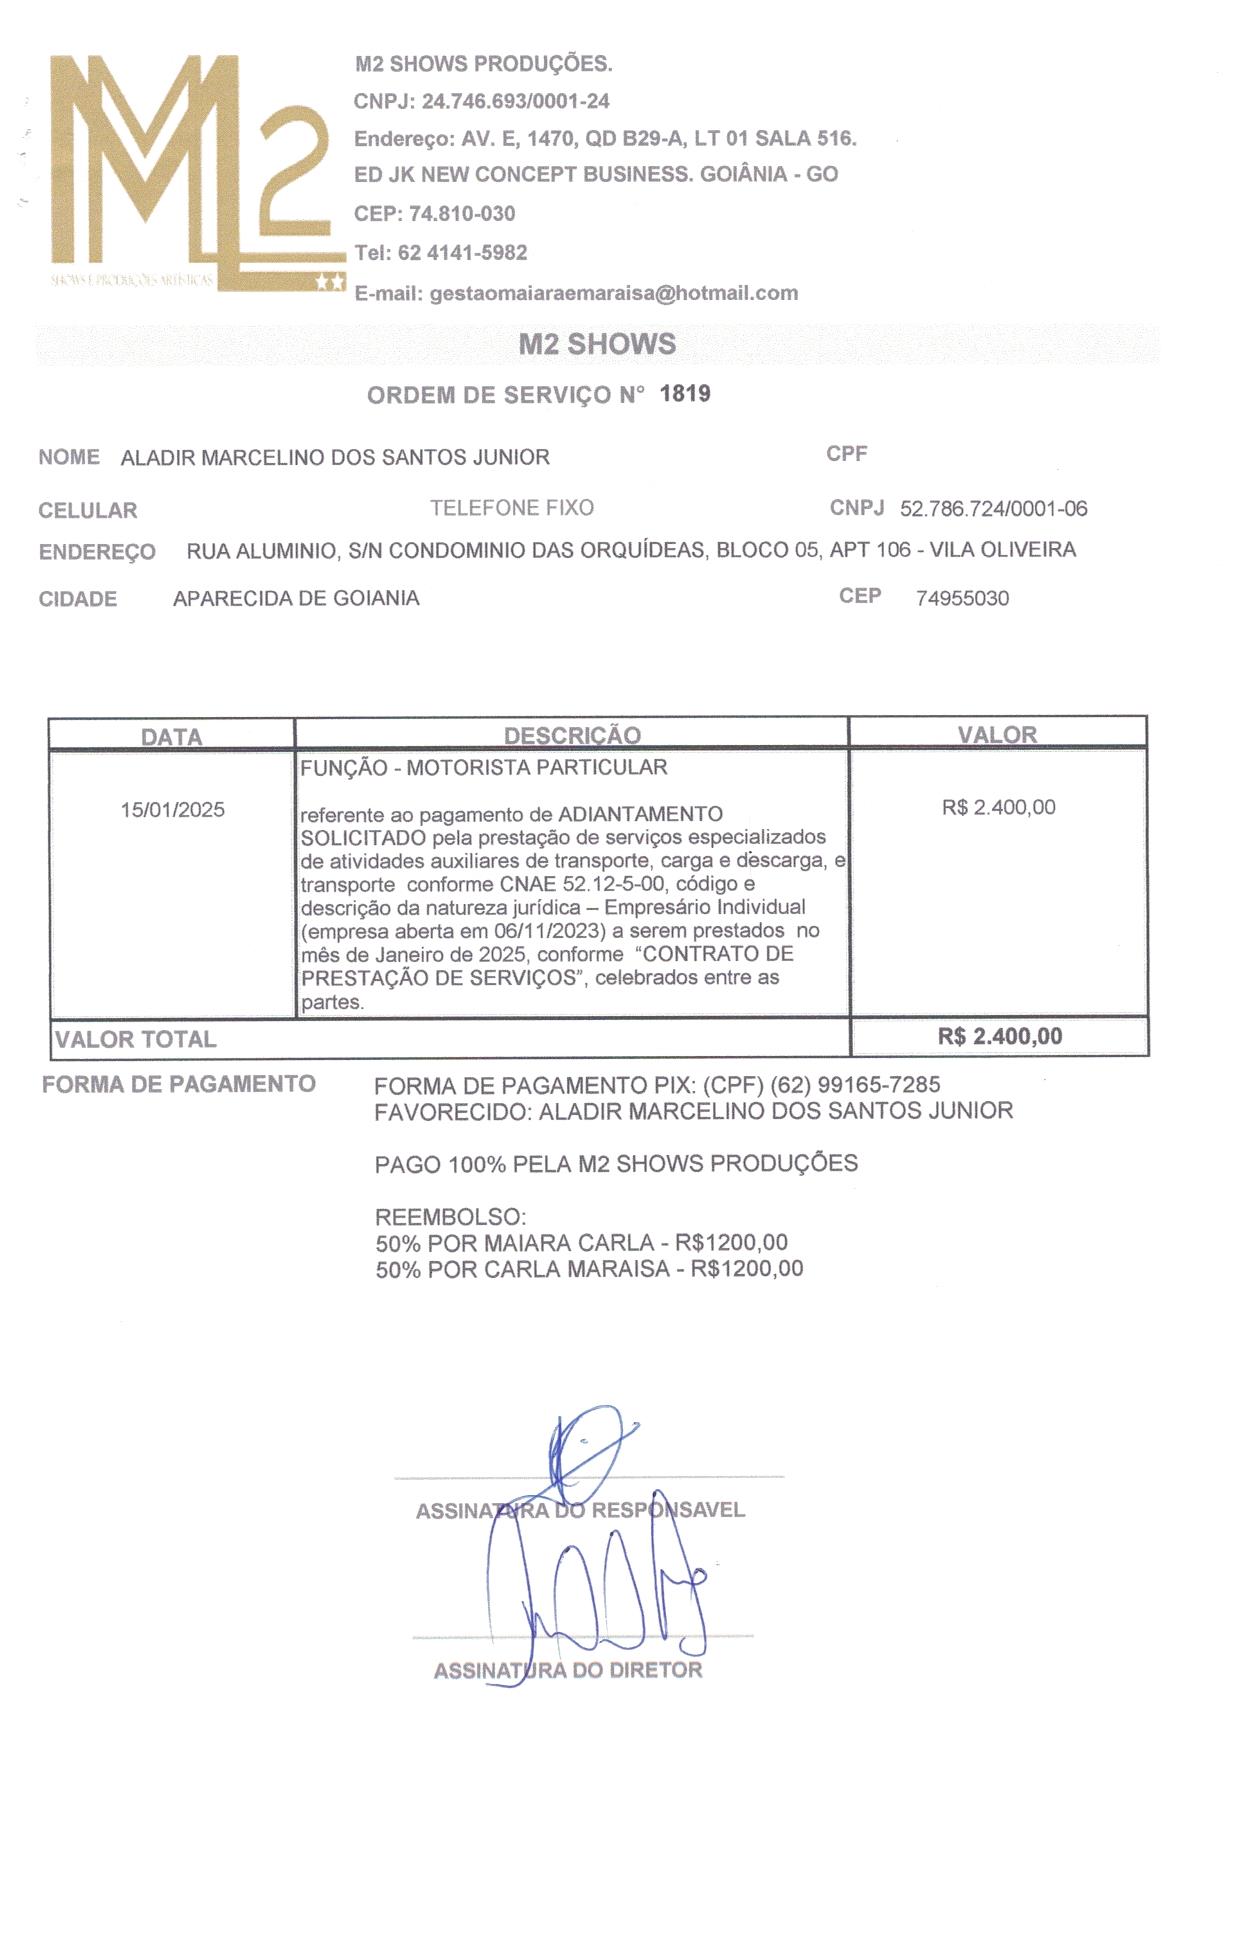 M2 SHOWS PRODUÇÕES.
CNPJ: 24.746.693/0001-24
Endereço: AV. E, 1470, QD B29-A, LT 01 SALA 516.
ED JK NEW CONCEPT BUSINESS. GOIÂNIA - GO
CEP: 74.810-030
Tel: 62 4141-5982
E-mail: gestaomaiaraemaraisa@hotmail.com
M2
SHOWS E PRODUÇÕES ARTÍSTICAS
M2 SHOWS
ORDEM DE SERVIÇO N° 1819
NOME ALADIR MARCELINO DOS SANTOS JUNIOR CPF
CELULAR TELEFONE FIXO CNPJ 52.786.724/0001-06
ENDEREÇO RUA ALUMINIO, S/N CONDOMINIO DAS ORQUÍDEAS, BLOCO 05, APT 106 - VILA OLIVEIRA
CIDADE APARECIDA DE GOIANIA CEP 74955030
DATA DESCRIÇÃO VALOR
FUNÇÃO - MOTORISTA PARTICULAR
15/01/2025 R$ 2.400,00
referente ao pagamento de ADIANTAMENTO
SOLICITADO pela prestação de serviços especializados
de atividades auxiliares de transporte, carga e descarga, e
transporte conforme CNAE 52.12-5-00, código e
descrição da natureza jurídica – Empresário Individual
(empresa aberta em 06/11/2023) a serem prestados no
mês de Janeiro de 2025, conforme “CONTRATO DE
PRESTAÇÃO DE SERVIÇOS”, celebrados entre as
partes.
VALOR TOTAL R$ 2.400,00
FORMA DE PAGAMENTO FORMA DE PAGAMENTO PIX: (CPF) (62) 99165-7285
FAVORECIDO: ALADIR MARCELINO DOS SANTOS JUNIOR
PAGO 100% PELA M2 SHOWS PRODUÇÕES
REEMBOLSO:
50% POR MAIARA CARLA - R$1200,00
50% POR CARLA MARAISA - R$1200,00
ASSINATURA DO RESPONSAVEL
ASSINATURA DO DIRETOR